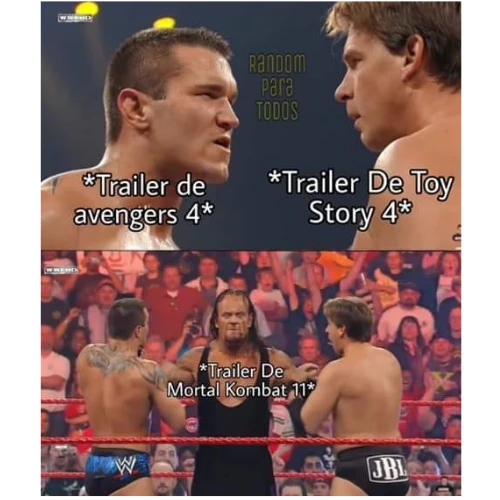 RANDOM
PARA
TODOS
*Trailer de
avengers 4*
*Trailer De Toy
Story 4*
*Trailer De
Mortal Kombat 11*
W
JBL